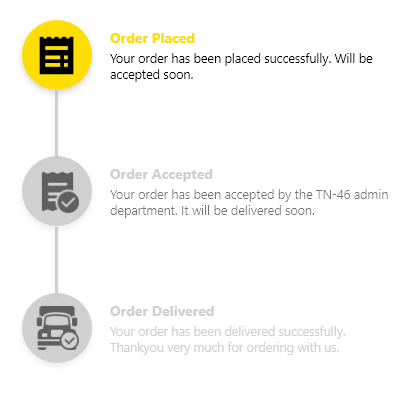 Order Placed
Your order has been placed successfully. Will be
accepted soon.
Order Accepted
Your order has been accepted by the TN-46 admin
department. It will be delivered soon.
Order Delivered
Your order has been delivered successfully.
Thankyou very much for ordering with us.